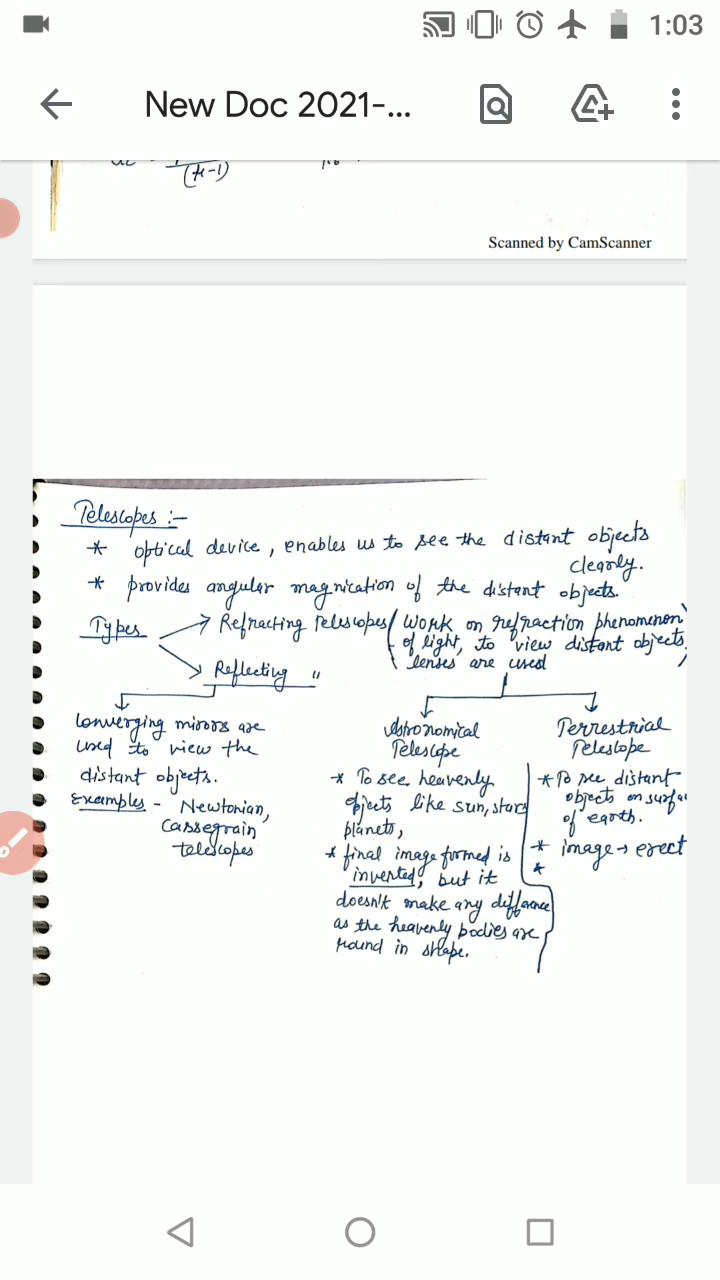 1:03
New Doc 2021-...
(μ-1)
Scanned by CamScanner
Telescopes :-
* optical device, enables us to see the distant objects
clearly.
* provides angular magnication of the distant objects.
Types → Refracting Telescopes ( Work on refraction phenomenon
of light, to view distant objects,
lenses are used )
→ Reflecting "
Converging mirrors are
used to view the
distant objects.
Examples - Newtonian,
Cassegrain
telescopes
Astronomical
Telescope
* To see heavenly
objects like sun, stars
planets,
* final image formed is
inverted, but it
doesn't make any difference
as the heavenly bodies are
round in shape.
Terrestrial
Telescope
* To see distant
objects on surfa
of earth.
* image → erect
*